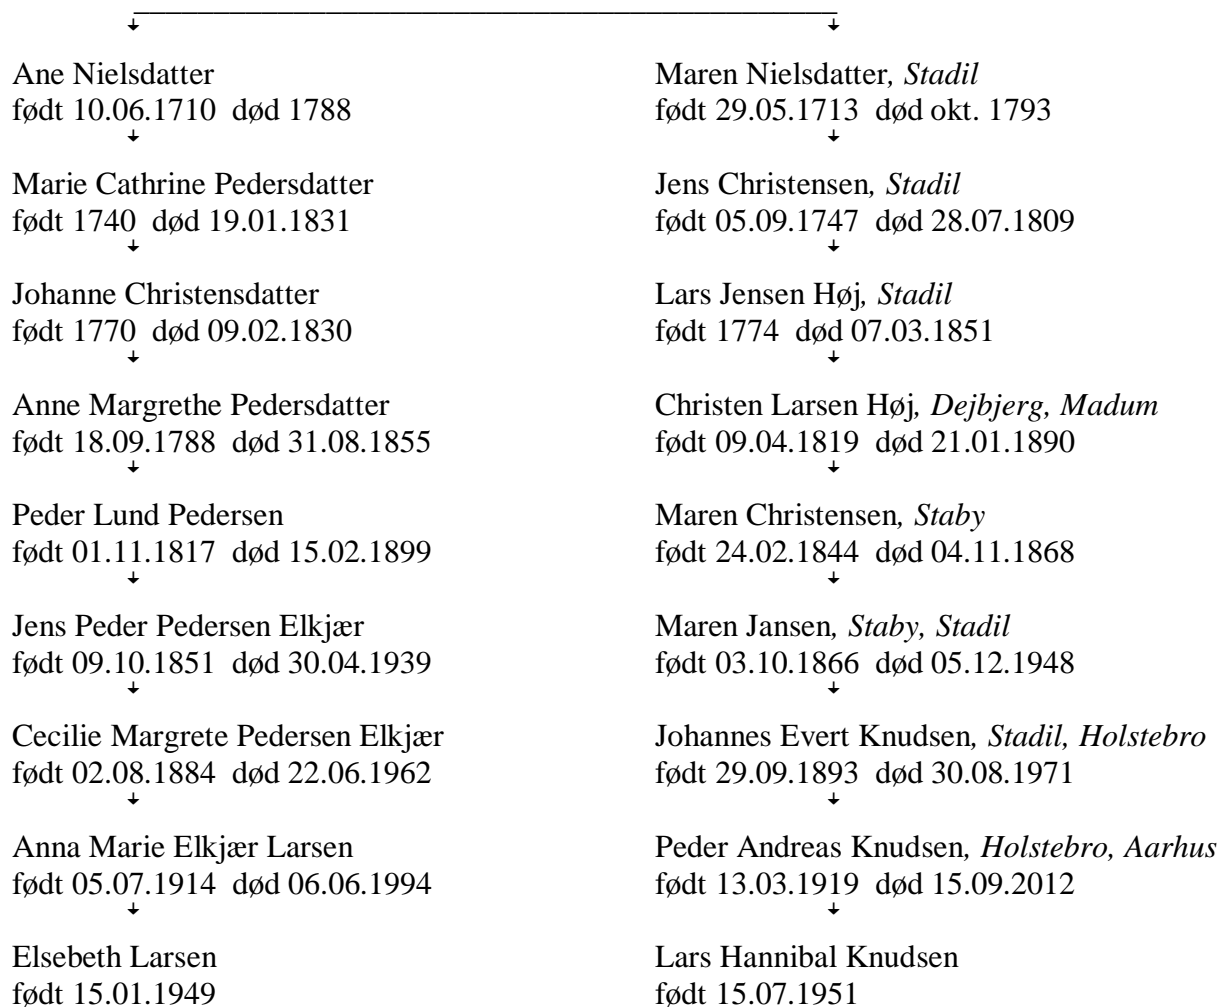 Ane Nielsdatter
født 10.06.1710 død 1788
Marie Cathrine Pedersdatter
født 1740 død 19.01.1831
Johanne Christensdatter
født 1770 død 09.02.1830
Anne Margrethe Pedersdatter
født 18.09.1788 død 31.08.1855
Peder Lund Pedersen
født 01.11.1817 død 15.02.1899
Jens Peder Pedersen Elkjær
født 09.10.1851 død 30.04.1939
Cecilie Margrete Pedersen Elkjær
født 02.08.1884 død 22.06.1962
Anna Marie Elkjær Larsen
født 05.07.1914 død 06.06.1994
Elsebeth Larsen
født 15.01.1949
Maren Nielsdatter, Stadil
født 29.05.1713 død okt. 1793
Jens Christensen, Stadil
født 05.09.1747 død 28.07.1809
Lars Jensen Høj, Stadil
født 1774 død 07.03.1851
Christen Larsen Høj, Dejbjerg, Madum
født 09.04.1819 død 21.01.1890
Maren Christensen, Staby
født 24.02.1844 død 04.11.1868
Maren Jansen, Staby, Stadil
født 03.10.1866 død 05.12.1948
Johannes Evert Knudsen, Stadil, Holstebro
født 29.09.1893 død 30.08.1971
Peder Andreas Knudsen, Holstebro, Aarhus
født 13.03.1919 død 15.09.2012
Lars Hannibal Knudsen
født 15.07.1951